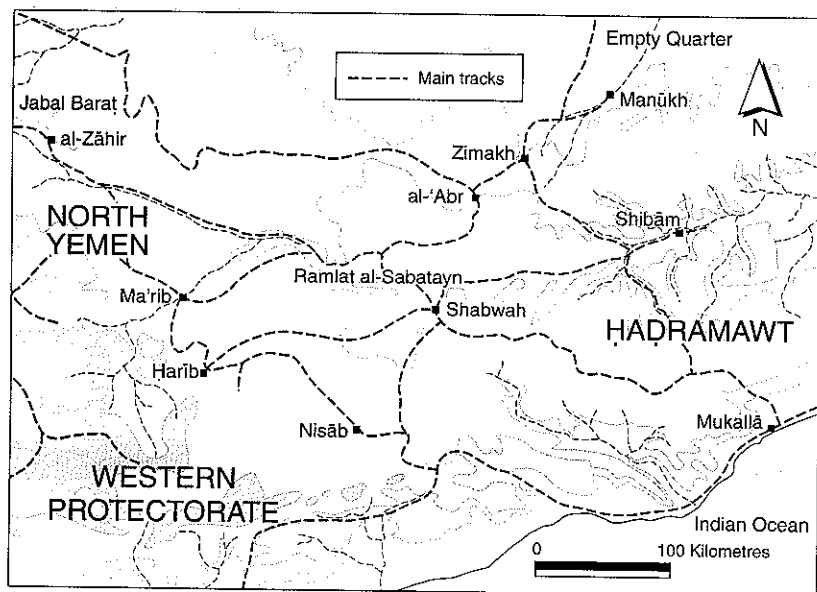 Empty Quarter
Main tracks
Manūkh
N
Jabal Barat
al-Zāhir
Zimakh
al-‘Abr
NORTH
YEMEN
Shibām
Ramlat al-Sabatayn
Ma'rib
Shabwah
ḤAḌRAMAWT
Harīb
Nisāb
Mukallā
WESTERN
PROTECTORATE
Indian Ocean
0 100 Kilometres